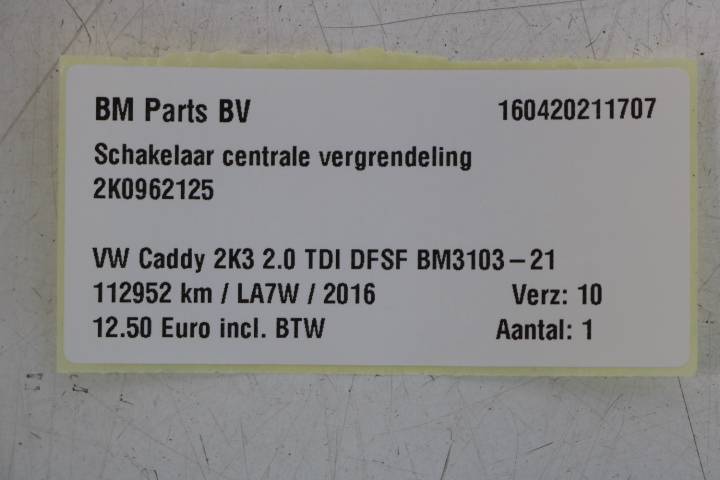 BM Parts BV 160420211707
Schakelaar centrale vergrendeling
2K0962125
VW Caddy 2K3 2.0 TDI DFSF BM3103-21
112952 km / LA7W / 2016 Verz: 10
12.50 Euro incl. BTW Aantal: 1